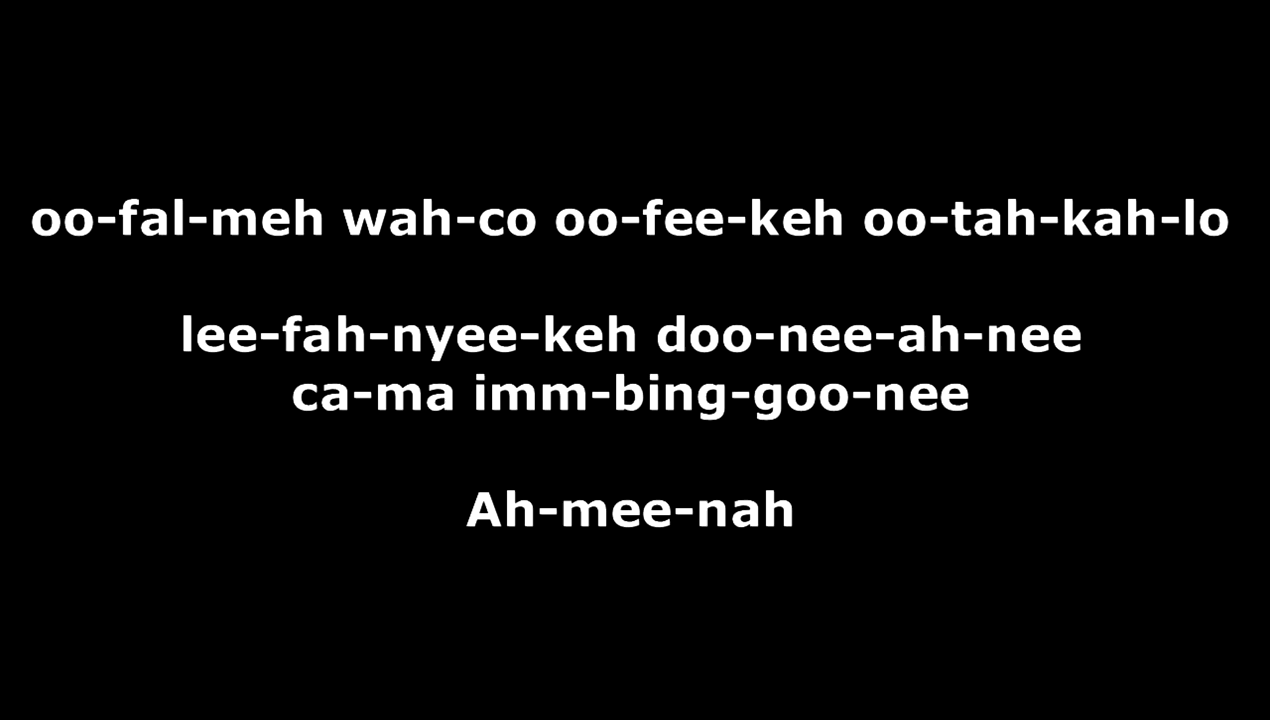 oo-fal-meh wah-co oo-fee-keh oo-tah-kah-lo
lee-fah-nyee-keh doo-nee-ah-nee
ca-ma imm-bing-goo-nee
Ah-mee-nah